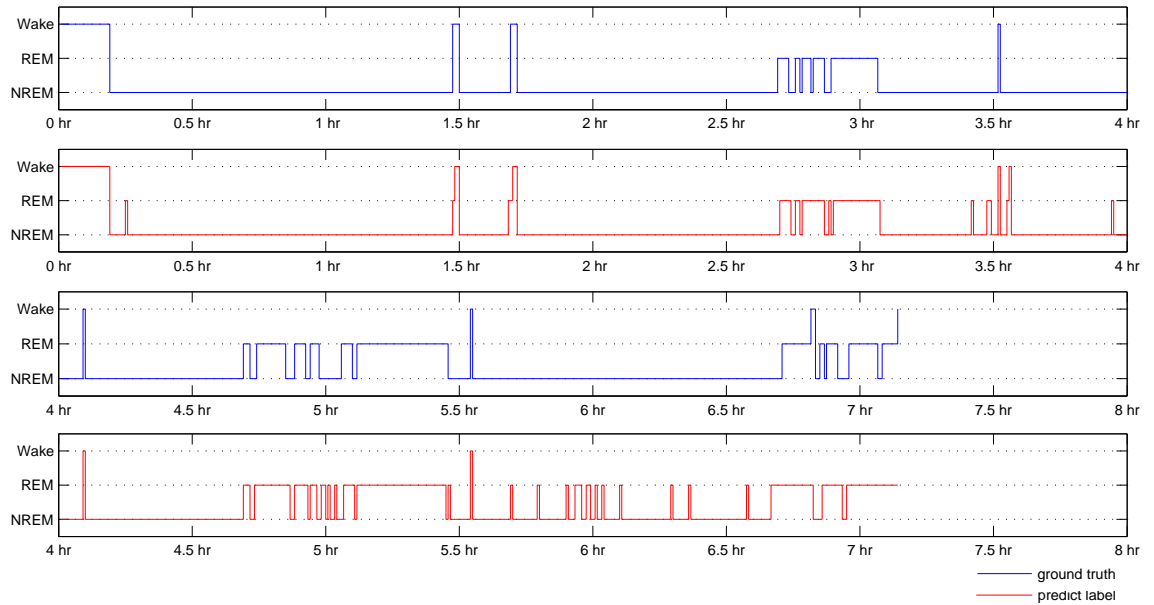 Wake
REM
NREM
0 hr 0.5 hr 1 hr 1.5 hr 2 hr 2.5 hr 3 hr 3.5 hr 4 hr
Wake
REM
NREM
0 hr 0.5 hr 1 hr 1.5 hr 2 hr 2.5 hr 3 hr 3.5 hr 4 hr
Wake
REM
NREM
4 hr 4.5 hr 5 hr 5.5 hr 6 hr 6.5 hr 7 hr 7.5 hr 8 hr
Wake
REM
NREM
4 hr 4.5 hr 5 hr 5.5 hr 6 hr 6.5 hr 7 hr 7.5 hr 8 hr
ground truth
predict label